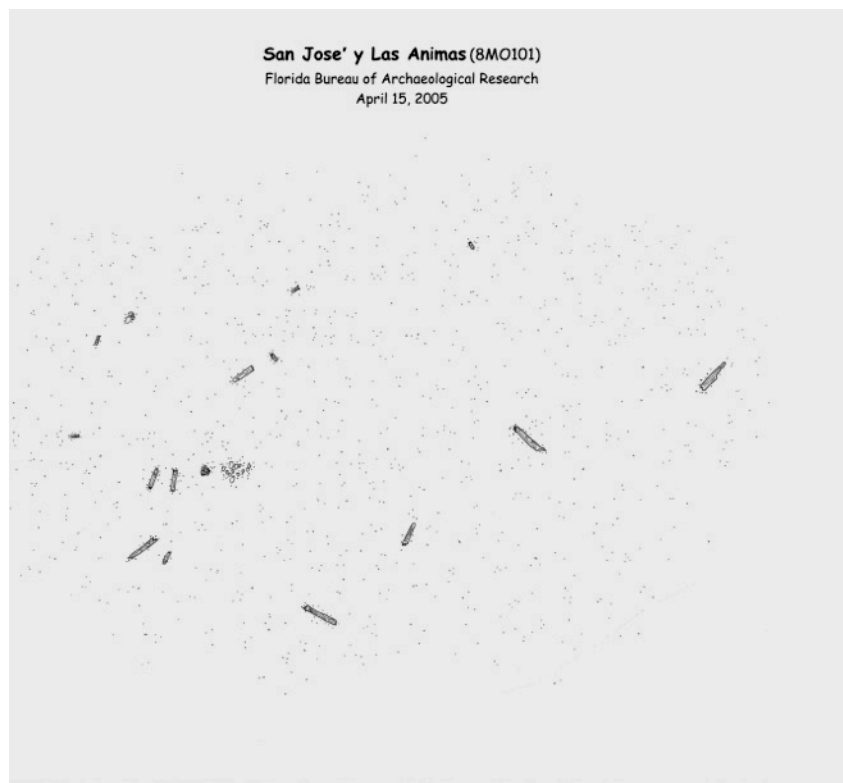 San Jose' y Las Animas (8MO101)
Florida Bureau of Archaeological Research
April 15, 2005